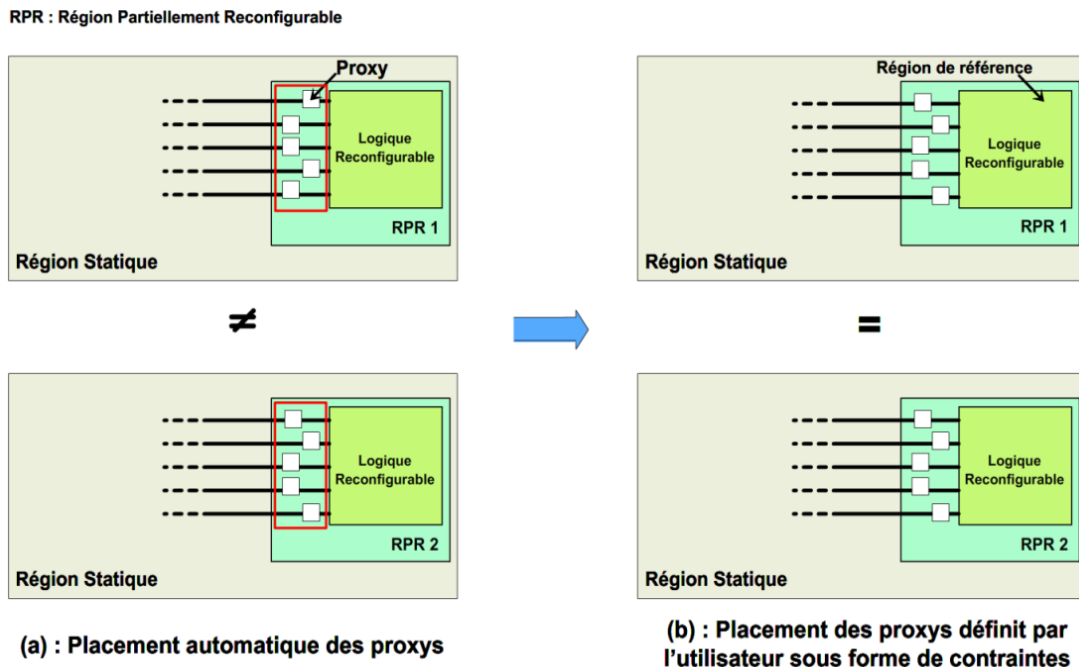 RPR : Région Partiellement Reconfigurable
Proxy
Logique
Reconfigurable
RPR 1
Région Statique
Région de référence
Logique
Reconfigurable
RPR 1
Région Statique
≠
=
Logique
Reconfigurable
RPR 2
Région Statique
Logique
Reconfigurable
RPR 2
Région Statique
(a) : Placement automatique des proxys
(b) : Placement des proxys définit par
l'utilisateur sous forme de contraintes